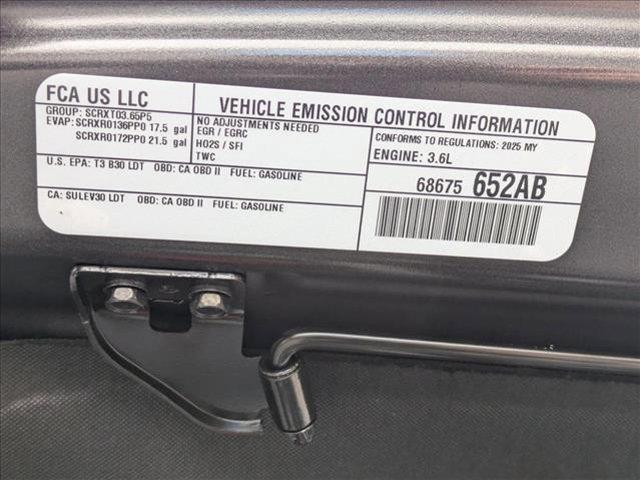 FCA US LLC
GROUP: SCRXT03.65P5
EVAP: SCRXR0136PP0 17.5 gal
SCRXR0172PP0 21.5 gal
VEHICLE EMISSION CONTROL INFORMATION
NO ADJUSTMENTS NEEDED
EGR / EGRC
HO2S / SFI
TWC
CONFORMS TO REGULATIONS: 2025 MY
ENGINE: 3.6L
U.S. EPA: T3 B30 LDT OBD: CA OBD II FUEL: GASOLINE
CA: SULEV30 LDT OBD: CA OBD II FUEL: GASOLINE
68675 652AB